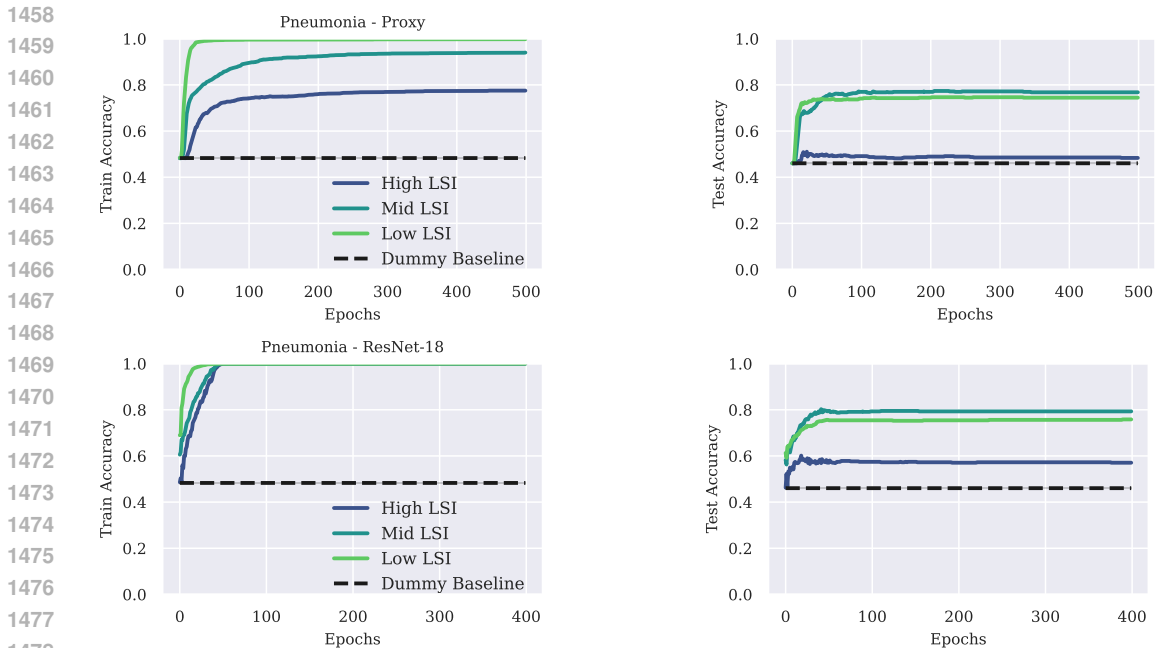 1458
1459
1460
1461
1462
1463
1464
1465
1466
1467
1468
1469
1470
1471
1472
1473
1474
1475
1476
1477
Pneumonia - Proxy
Train Accuracy
1.0
0.8
0.6
0.4
0.2
0.0
High LSI
Mid LSI
Low LSI
Dummy Baseline
0 100 200 300 400 500
Epochs
Test Accuracy
1.0
0.8
0.6
0.4
0.2
0.0
0 100 200 300 400 500
Epochs
Pneumonia - ResNet-18
Train Accuracy
1.0
0.8
0.6
0.4
0.2
0.0
High LSI
Mid LSI
Low LSI
Dummy Baseline
0 100 200 300 400
Epochs
Test Accuracy
1.0
0.8
0.6
0.4
0.2
0.0
0 100 200 300 400
Epochs